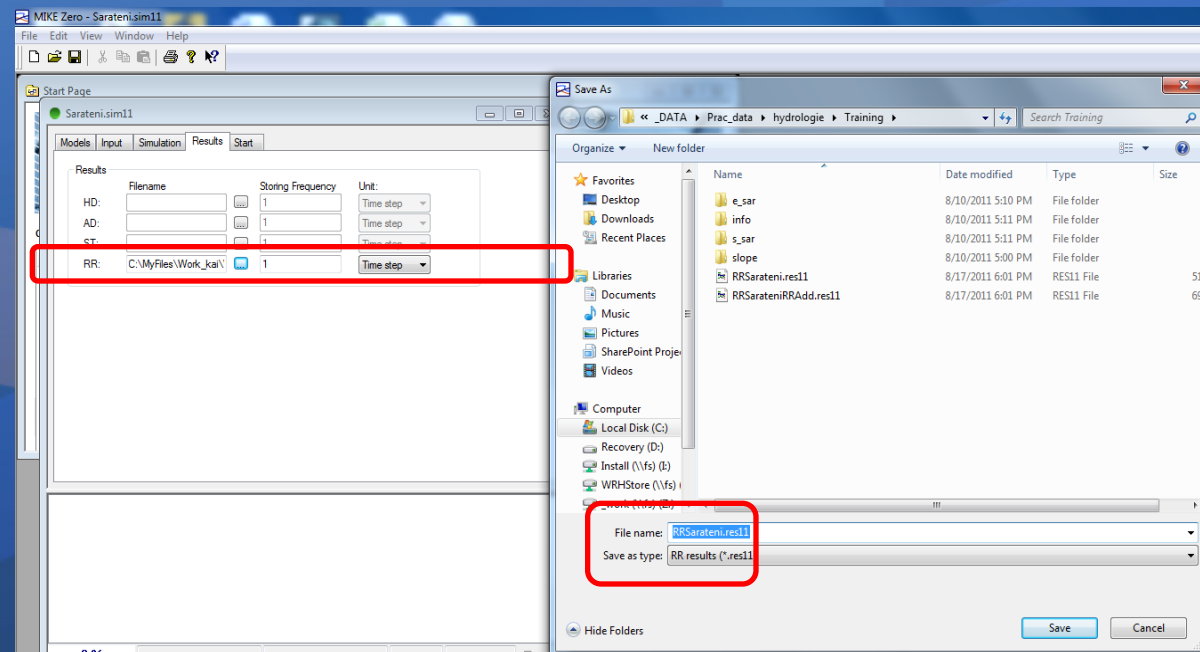 MIKE Zero - Sarateni.sim11
File Edit View Window Help
Start Page
Sarateni.sim11
Models Input Simulation Results Start
Results
Filename Storing Frequency Unit:
HD: 1 Time step
AD: 1 Time step
ST: 1 Time step
RR: C:\MyFiles\Work_kai\ 1 Time step
Save As
« _DATA Prac_data hydrologie Training Search Training
Organize New folder
Favorites
Desktop
Downloads
Recent Places
Libraries
Documents
Music
Pictures
SharePoint Proje
Videos
Computer
Local Disk (C:)
Recovery (D:)
Install (\\fs) (I:)
WRHStore (\\fs) (
_work (\\fs) (Z:)
Name Date modified Type Size
e_sar 8/10/2011 5:10 PM File folder
info 8/10/2011 5:11 PM File folder
s_sar 8/10/2011 5:11 PM File folder
slope 8/10/2011 5:00 PM File folder
RRSarateni.res11 8/17/2011 6:01 PM RES11 File 51
RRSarateniRRAdd.res11 8/17/2011 6:01 PM RES11 File 69
File name: RRSarateni.res11
Save as type: RR results (*.res11
Hide Folders Save Cancel